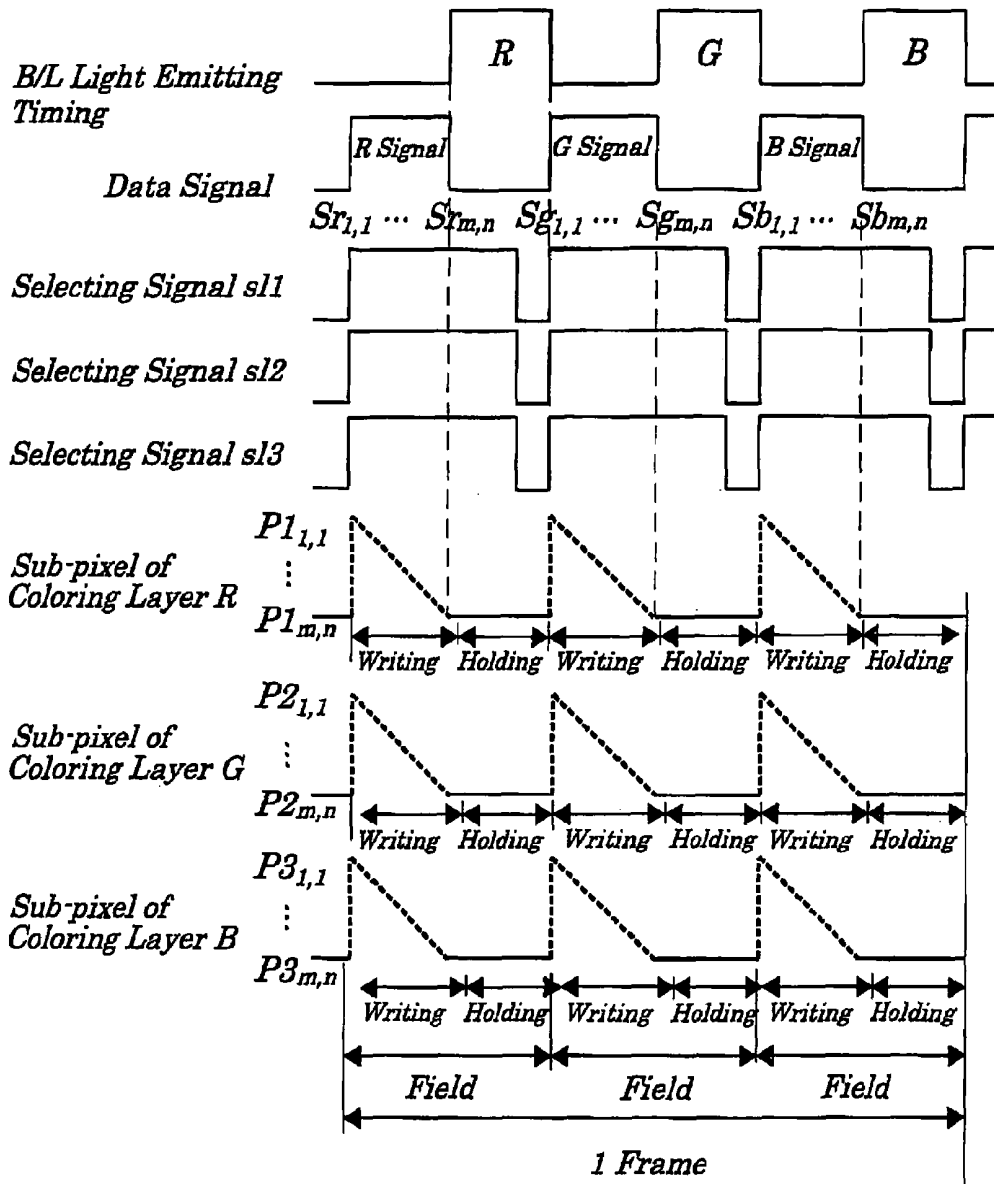 R G B
B/L Light Emitting
Timing
R Signal G Signal B Signal
Data Signal
Sr1,1 ··· Srm,n Sg1,1 ··· Sgm,n Sb1,1 ··· Sbm,n
Selecting Signal sl1
Selecting Signal sl2
Selecting Signal sl3
P11,1
Sub-pixel of
Coloring Layer R
⋮
P1m,n
Writing Holding Writing Holding Writing Holding
P21,1
Sub-pixel of
Coloring Layer G
⋮
P2m,n
Writing Holding Writing Holding Writing Holding
P31,1
Sub-pixel of
Coloring Layer B
⋮
P3m,n
Writing Holding Writing Holding Writing Holding
Field Field Field
1 Frame